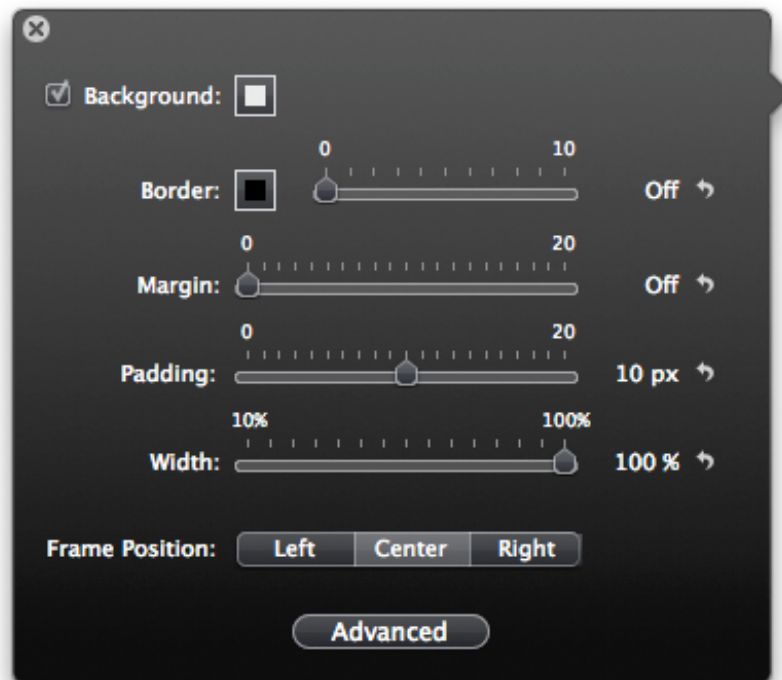 Background:
0 10
Border: Off
0 20
Margin: Off
0 20
Padding: 10 px
10% 100%
Width: 100 %
Frame Position: Left Center Right
Advanced